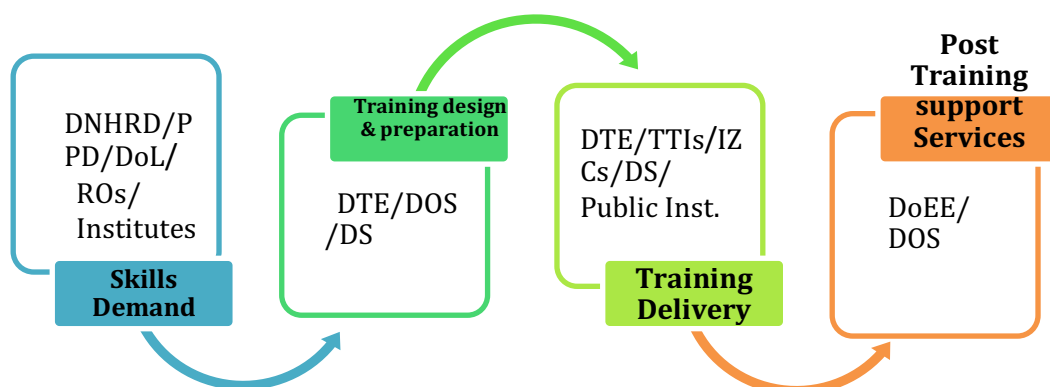 DNHRD/P
PD/DoL/
ROs/
Institutes
Skills
Demand
Training design
& preparation
DTE/DOS
/DS
DTE/TTIs/IZ
Cs/DS/
Public Inst.
Training
Delivery
Post
Training
support
Services
DoEE/
DOS